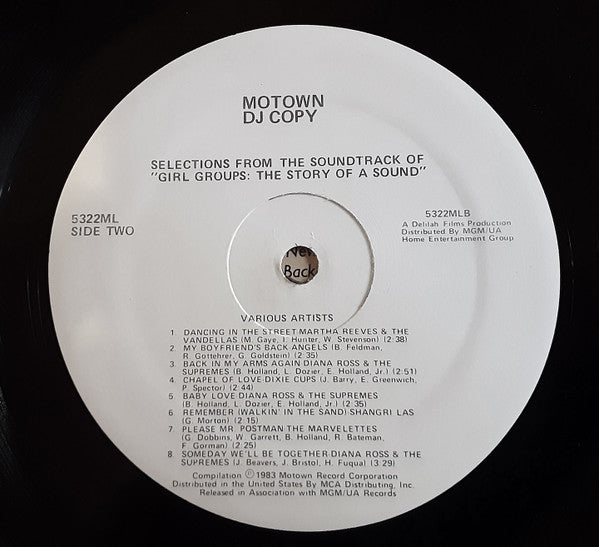 MOTOWN
DJ COPY
SELECTIONS FROM THE SOUNDTRACK OF
"GIRL GROUPS: THE STORY OF A SOUND"
5322ML
SIDE TWO
5322MLB
A Delilah Films Production
Distributed By MGM/UA
Home Entertainment Group
New
Back
VARIOUS ARTISTS
1. DANCING IN THE STREET MARTHA REEVES & THE
VANDELLAS (M. Gaye, I. Hunter, W. Stevenson) (2:38)
2. MY BOYFRIEND'S BACK ANGELS (B. Feldman,
R. Gottehrer, G. Goldstein) (2:35)
3. BACK IN MY ARMS AGAIN DIANA ROSS & THE
SUPREMES (B. Holland, L. Dozier, E. Holland, Jr.) (2:51)
4. CHAPEL OF LOVE DIXIE CUPS (J. Barry, E. Greenwich,
P. Spector) (2:44)
5. BABY LOVE DIANA ROSS & THE SUPREMES
(B. Holland, L. Dozier, E. Holland, Jr.) (2:35)
6. REMEMBER (WALKIN' IN THE SAND) SHANGRI LAS
(G. Morton) (2:15)
7. PLEASE MR. POSTMAN THE MARVELETTES
(G. Dobbins, W. Garrett, B. Holland, R. Bateman,
F. Gorman) (2:25)
8. SOMEDAY WE'LL BE TOGETHER DIANA ROSS & THE
SUPREMES (J. Beavers, J. Bristol, H. Fuqua) (3:29)
Compilation ℗ 1983 Motown Record Corporation
Distributed in the United States By MCA Distributing, Inc.
Released in Association with MGM/UA Records